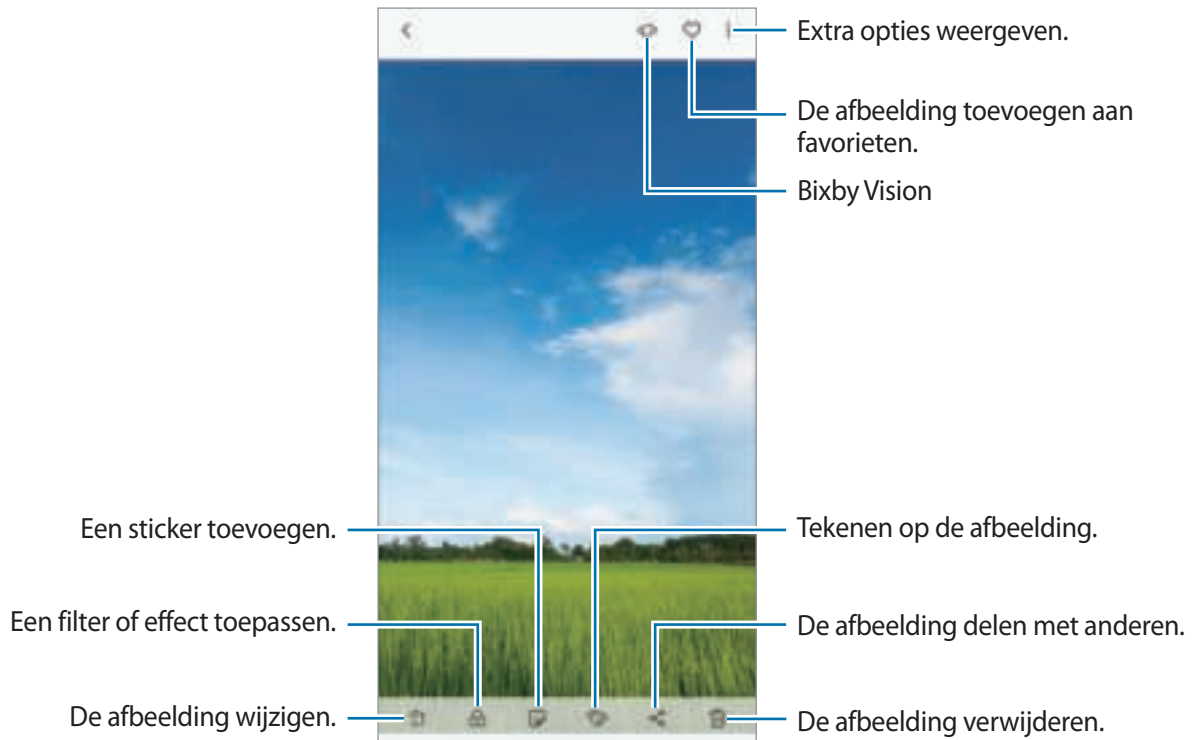 Extra opties weergeven.
De afbeelding toevoegen aan
favorieten.
Bixby Vision
Een sticker toevoegen.
Tekenen op de afbeelding.
Een filter of effect toepassen.
De afbeelding delen met anderen.
De afbeelding wijzigen.
De afbeelding verwijderen.